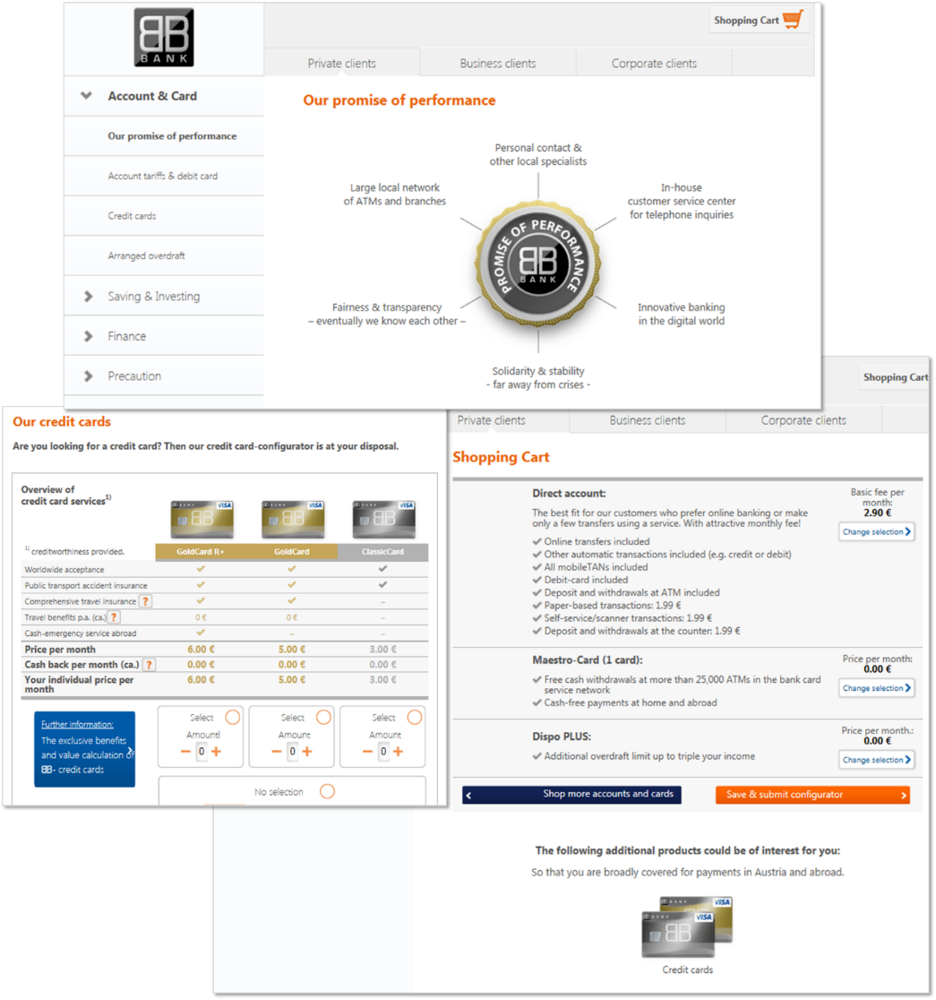 BB
BANK
Shopping Cart
Private clients
Business clients
Corporate clients
Account & Card
Our promise of performance
Account tariffs & debit card
Credit cards
Arranged overdraft
Saving & Investing
Finance
Precaution
Our promise of performance
Personal contact &
other local specialists
Large local network
of ATMs and branches
In-house
customer service center
for telephone inquiries
PROMISE OF PERFORMANCE
BB
BANK
Fairness & transparency
– eventually we know each other –
Innovative banking
in the digital world
Solidarity & stability
- far away from crises -
Our credit cards
Are you looking for a credit card? Then our credit card-configurator is at your disposal.
Overview of
credit card services¹⁾
BANK VISA BB
BANK VISA BB
BANK VISA BB
¹⁾ creditworthiness provided.
GoldCard R+ GoldCard ClassicCard
Worldwide acceptance ✓ ✓ ✓
Public transport accident insurance ✓ ✓ ✓
Comprehensive travel insurance ? ✓ ✓ –
Travel benefits p.a. (ca.) ? 0 € 0 € –
Cash-emergency service abroad ✓ – –
Price per month 6.00 € 5.00 € 3.00 €
Cash back per month (ca.) ? 0.00 € 0.00 € 0.00 €
Your individual price per
month 6.00 € 5.00 € 3.00 €
Further information:
The exclusive benefits
and value calculation of
BB- credit cards
Select
Amountl
− 0 +
Select
Amount
− 0 +
Select
Amount
− 0 +
No selection
Shopping Cart
Private clients
Business clients
Corporate clients
Shopping Cart
Direct account:
The best fit for our customers who prefer online banking or make
only a few transfers using a service. With attractive monthly fee!
✓ Online transfers included
✓ Other automatic transactions included (e.g. credit or debit)
✓ All mobileTANs included
✓ Debit-card included
✓ Deposit and withdrawals at ATM included
✓ Paper-based transactions: 1.99 €
✓ Self-service/scanner transactions: 1.99 €
✓ Deposit and withdrawals at the counter: 1.99 €
Basic fee per
month:
2.90 €
Change selection
Maestro-Card (1 card):
✓ Free cash withdrawals at more than 25,000 ATMs in the bank card
service network
✓ Cash-free payments at home and abroad
Price per month:
0.00 €
Change selection
Dispo PLUS:
✓ Additional overdraft limit up to triple your income
Price per month.:
0.00 €
Change selection
Shop more accounts and cards
Save & submit configurator
The following additional products could be of interest for you:
So that you are broadly covered for payments in Austria and abroad.
BANK VISA
BANK VISA BB
Credit cards